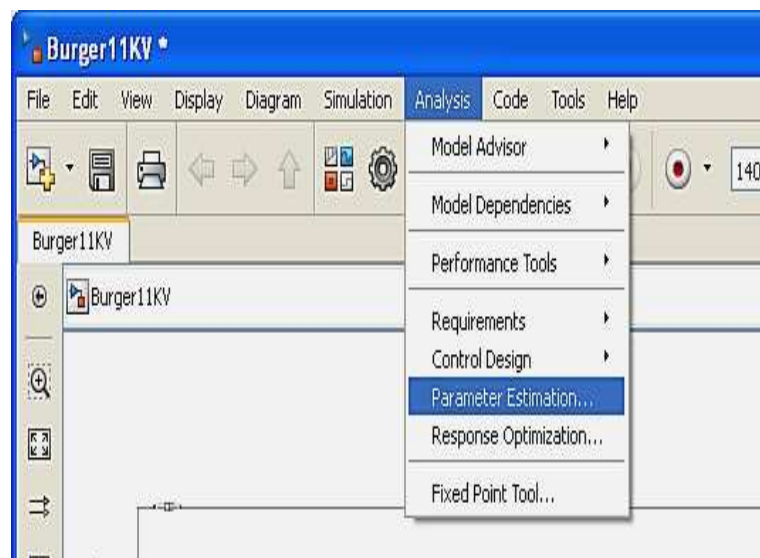 Burger11KV *
File Edit View Display Diagram Simulation Analysis Code Tools Help
140
Burger11KV
Burger11KV
Model Advisor
Model Dependencies
Performance Tools
Requirements
Control Design
Parameter Estimation...
Response Optimization...
Fixed Point Tool...